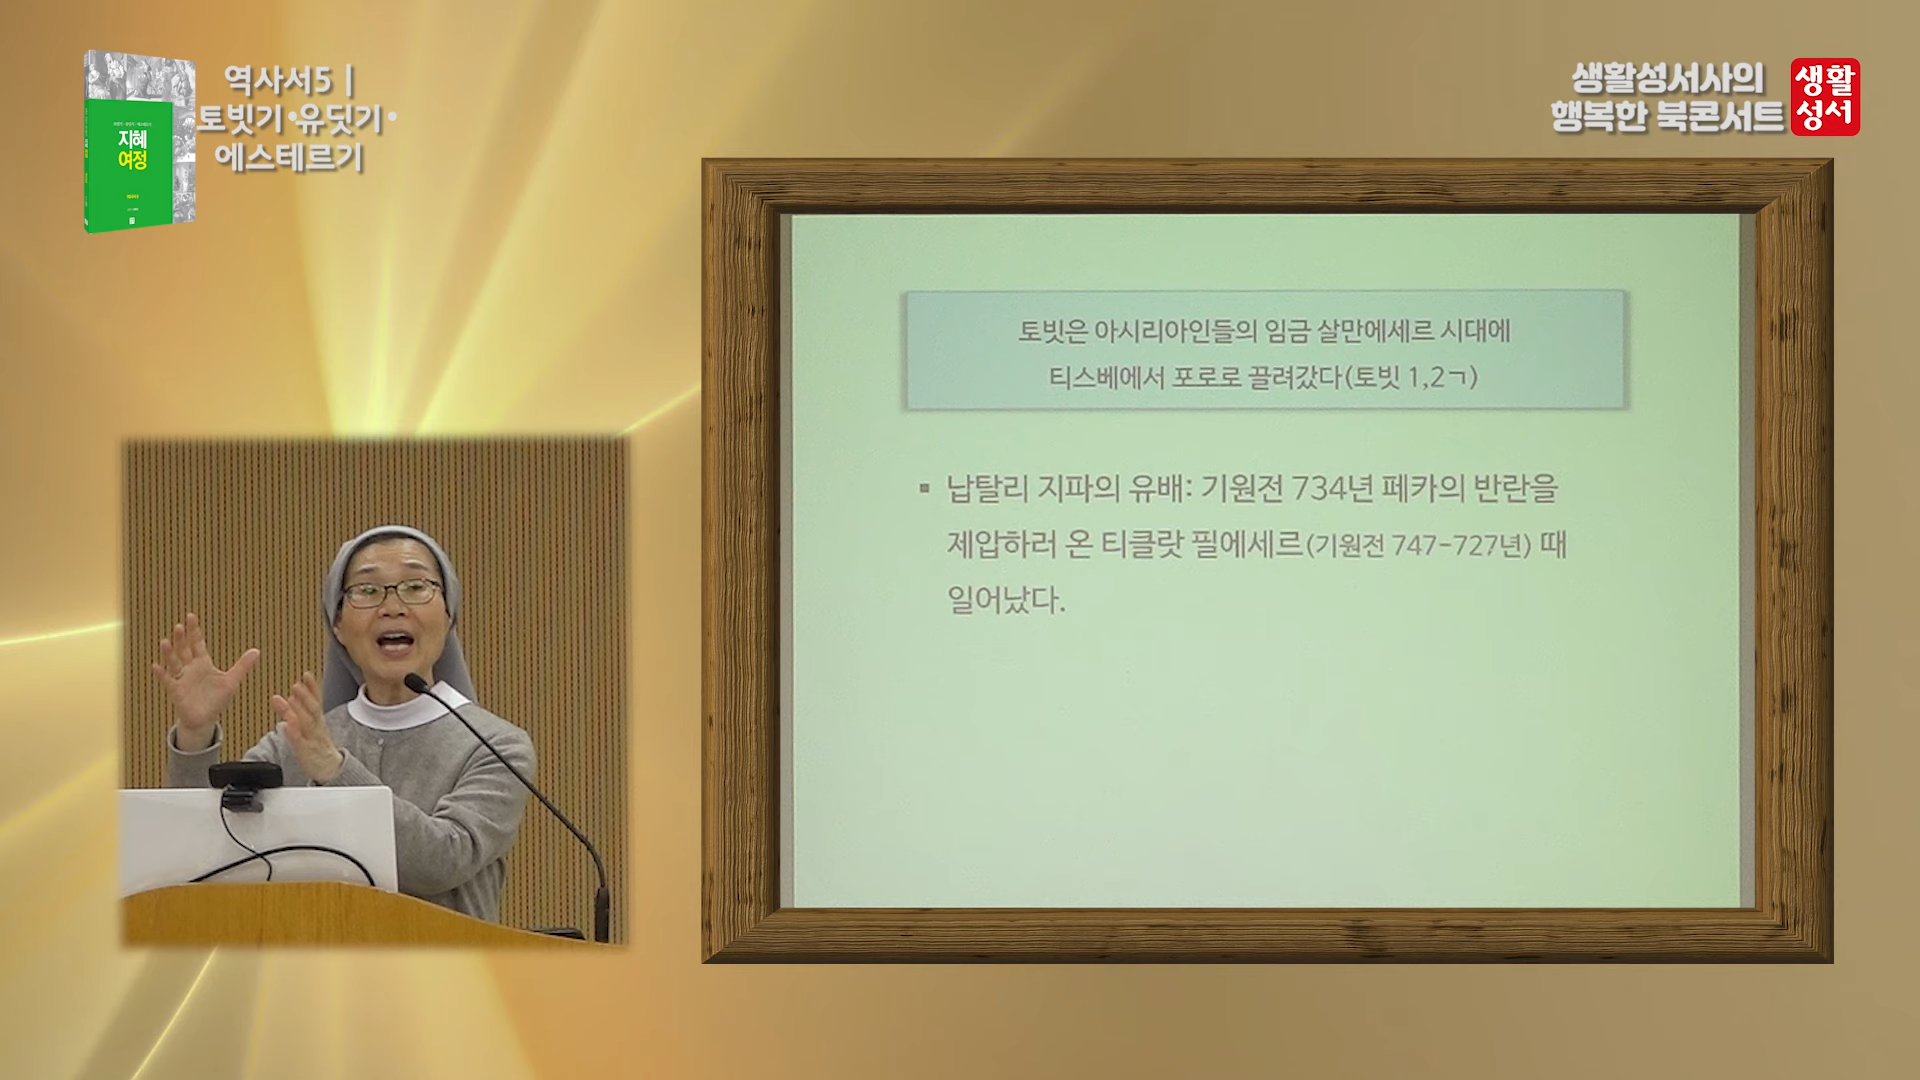 역사서5 |
토빗기·유딧기·
에스테르기
지혜
여정
생활성서사의
행복한 북콘서트
생활
성서
토빗은 아시리아인들의 임금 살만에세르 시대에
티스베에서 포로로 끌려갔다(토빗 1,2ㄱ)
▪ 납탈리 지파의 유배: 기원전 734년 페카의 반란을
제압하러 온 티클랏 필에세르(기원전 747-727년) 때
일어났다.